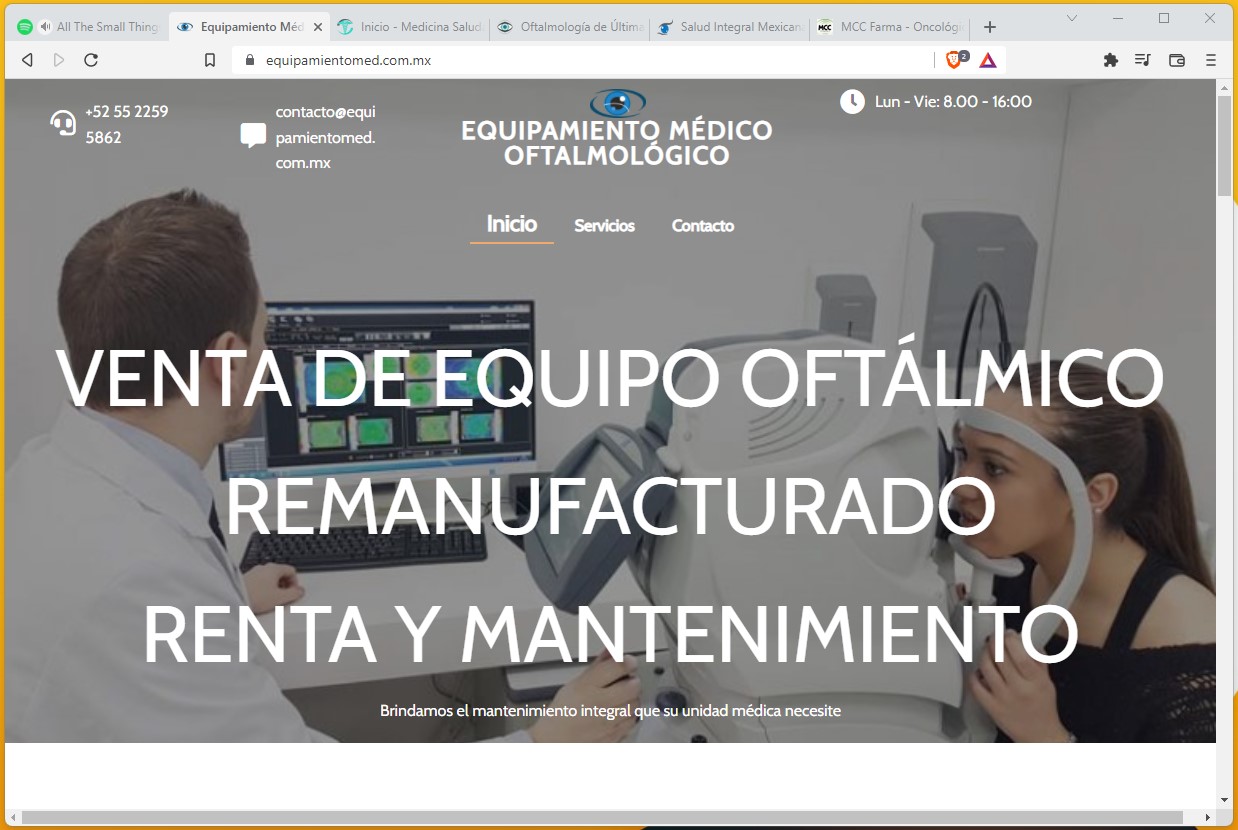 All The Small Thing
Equipamiento Méd
Inicio - Medicina Salud
Oftalmología de Última
Salud Integral Mexican
MCC
MCC Farma - Oncológi
equipamientomed.com.mx
2
+52 55 2259
5862
contacto@equi
pamientomed.
com.mx
EQUIPAMIENTO MÉDICO
OFTALMOLÓGICO
Lun - Vie: 8.00 - 16:00
Inicio
Servicios
Contacto
VENTA DE EQUIPO OFTÁLMICO
REMANUFACTURADO
RENTA Y MANTENIMIENTO
Brindamos el mantenimiento integral que su unidad médica necesite